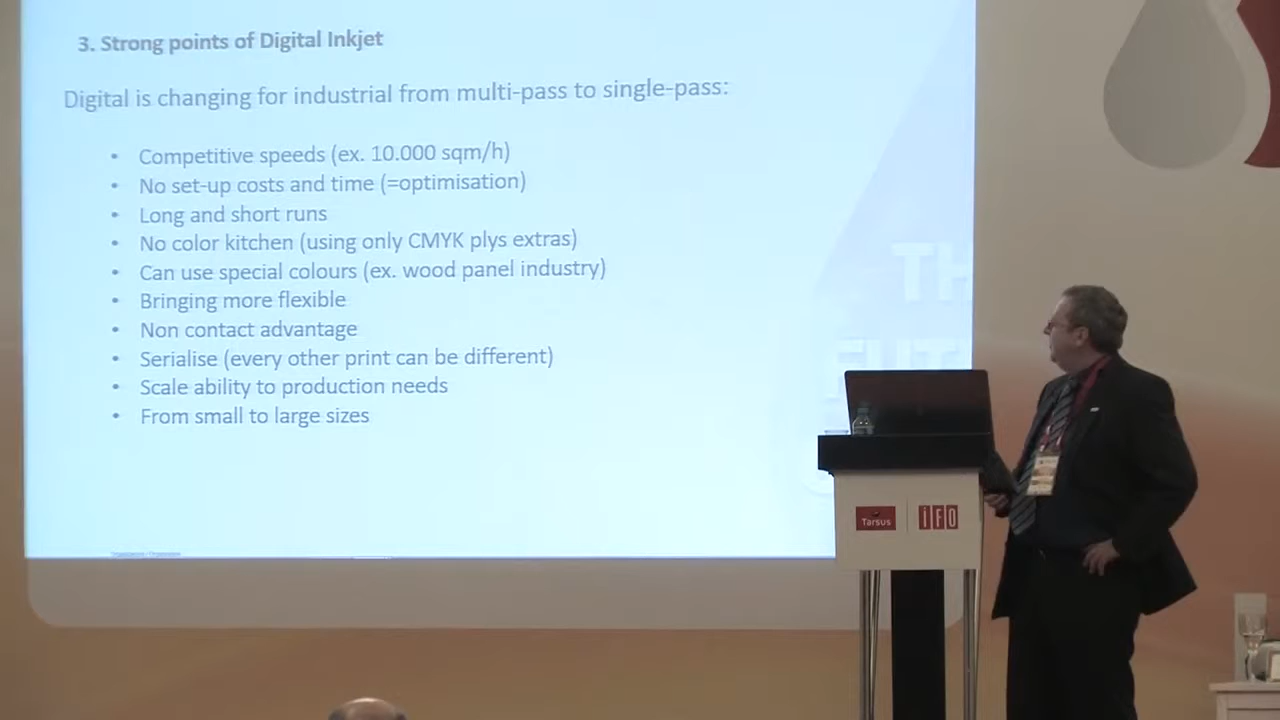 3. Strong points of Digital Inkjet
Digital is changing for industrial from multi-pass to single-pass:
• Competitive speeds (ex. 10.000 sqm/h)
• No set-up costs and time (=optimisation)
• Long and short runs
• No color kitchen (using only CMYK plys extras)
• Can use special colours (ex. wood panel industry)
• Bringing more flexible
• Non contact advantage
• Serialise (every other print can be different)
• Scale ability to production needs
• From small to large sizes
TH
Tarsus
iFO